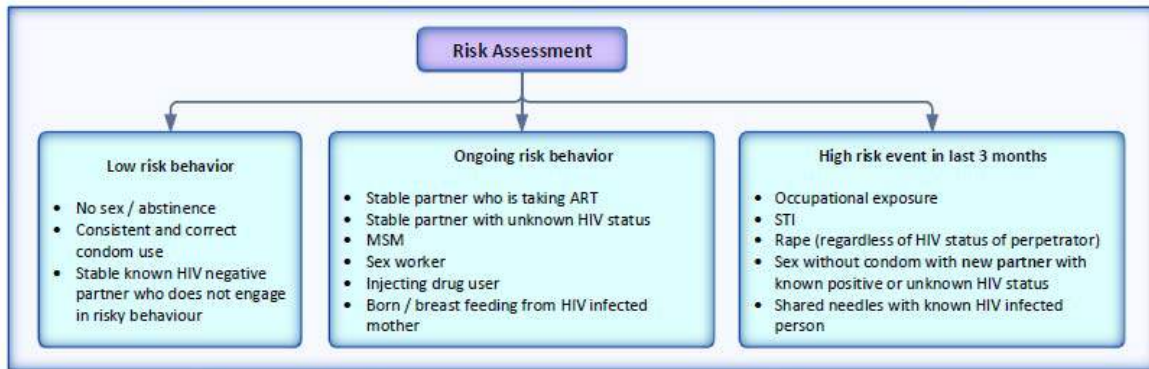 Risk Assessment
Low risk behavior
• No sex / abstinence
• Consistent and correct
condom use
• Stable known HIV negative
partner who does not engage
in risky behaviour
Ongoing risk behavior
• Stable partner who is taking ART
• Stable partner with unknown HIV status
• MSM
• Sex worker
• Injecting drug user
• Born / breast feeding from HIV infected
mother
High risk event in last 3 months
• Occupational exposure
• STI
• Rape (regardless of HIV status of perpetrator)
• Sex without condom with new partner with
known positive or unknown HIV status
• Shared needles with known HIV infected
person